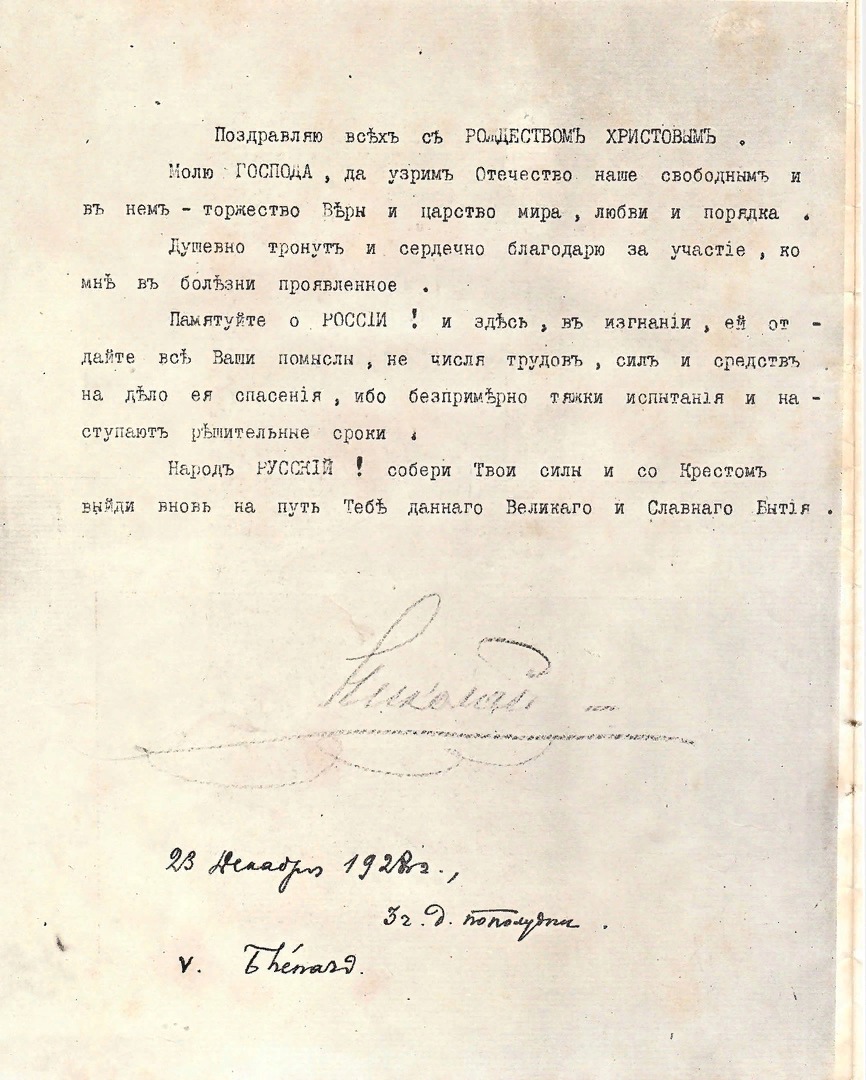 Поздравляю всѣхъ съ РОЖДЕСТВОМЪ ХРИСТОВЫМЪ .
Молю ГОСПОДА , да узримъ Отечество наше свободнымъ и
въ немъ - торжество Вѣры и царство мира , любви и порядка .
Душевно тронутъ и сердечно благодарю за участіе , ко
мнѣ въ болѣзни проявленное .
Памятуйте о РОССІИ ! и здѣсь , въ изгнаніи , ей от -
дайте всѣ Ваши помыслы , не числя трудовъ , силъ и средствъ
на дѣло ея спасенія , ибо безпримѣрно тяжки испытанія и на -
ступаютъ рѣшительные сроки .
Народъ РУССКІЙ ! собери Твои силы и со Крестомъ
выйди вновь на путь Тебѣ даннаго Великаго и Славнаго Бытія .
Николай
23 Декабря 1928 г. ,
3 ч. д. пополудни .
v. Thénard.